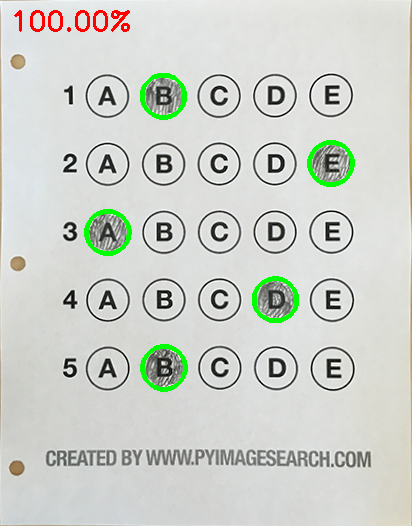 100.00%
1 A B C D E
2 A B C D E
3 A B C D E
4 A B C D E
5 A B C D E
CREATED BY WWW.PYIMAGESEARCH.COM